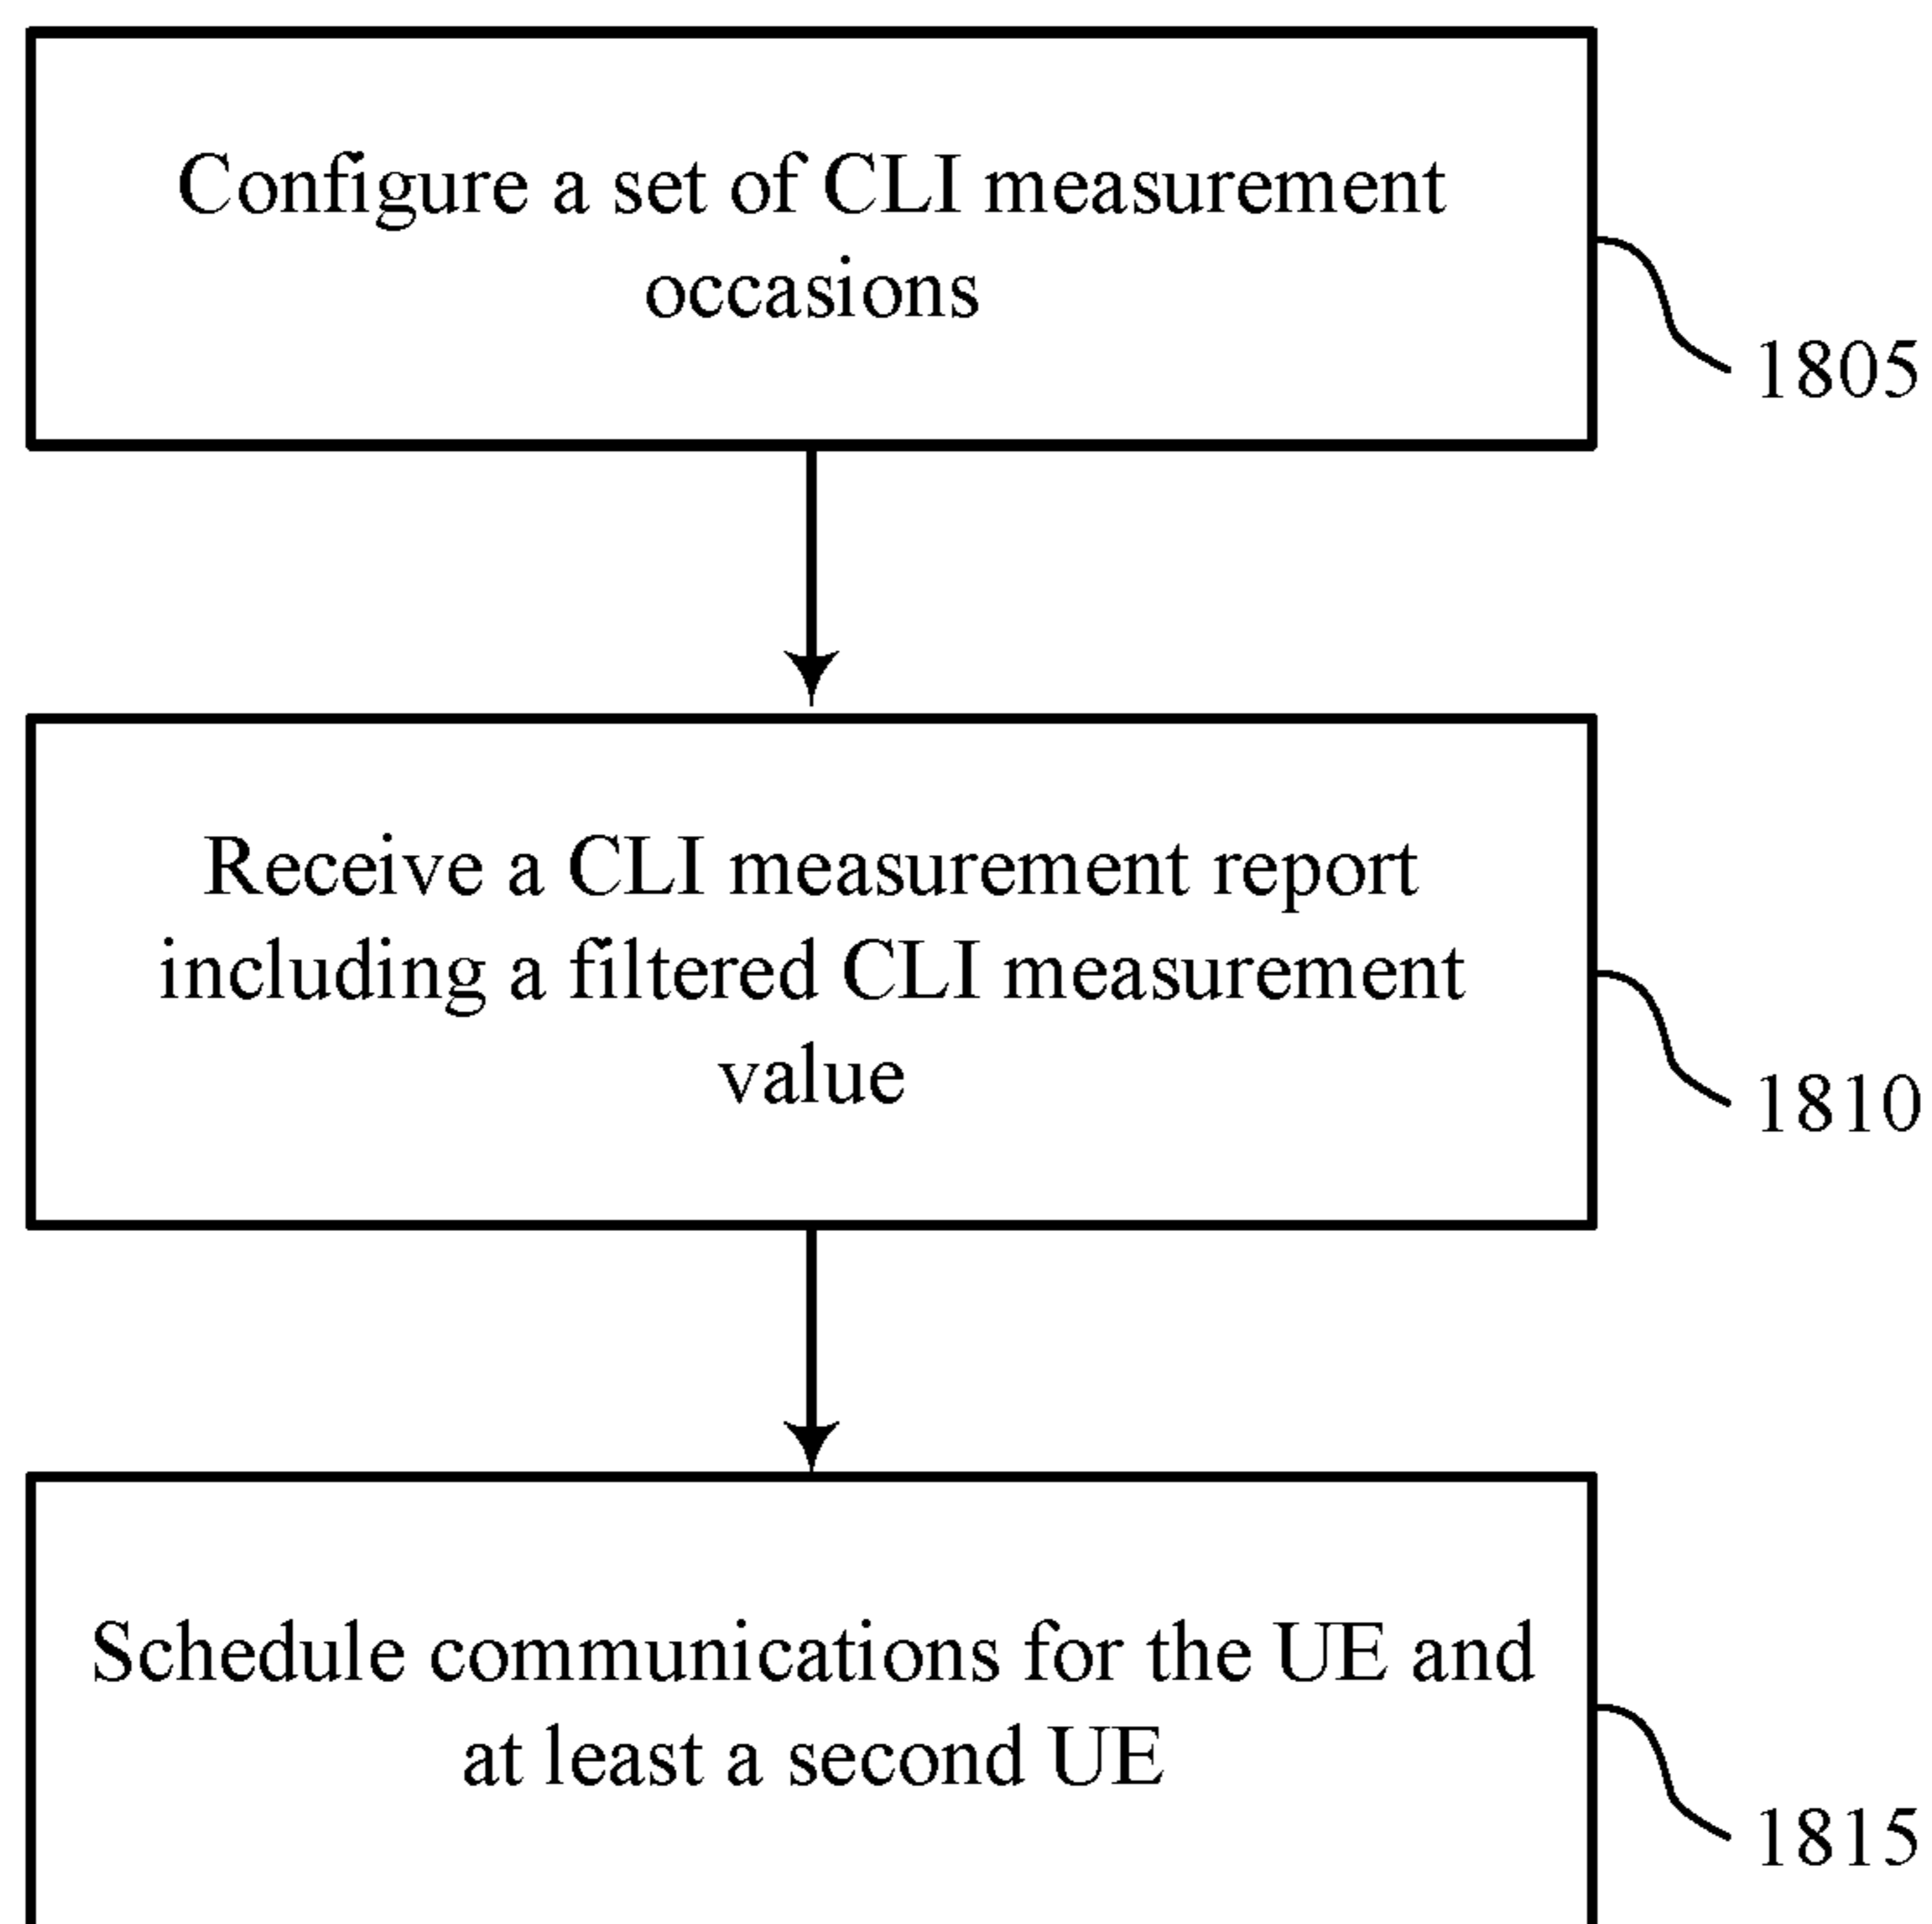 Configure a set of CLI measurement
occasions
1805
Receive a CLI measurement report
including a filtered CLI measurement
value
1810
Schedule communications for the UE and
at least a second UE
1815